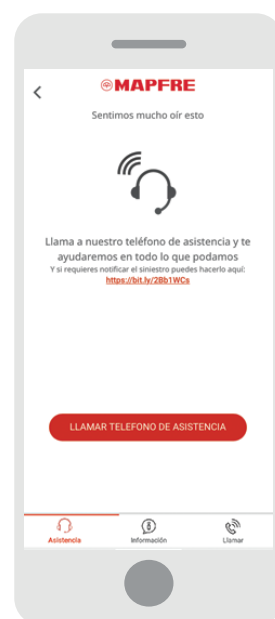 MAPFRE
Sentimos mucho oír esto
Llama a nuestro teléfono de asistencia y te
ayudaremos en todo lo que podamos
Y si requieres notificar el siniestro puedes hacerlo aquí:
https://bit.ly/2Bb1WCs
LLAMAR TELEFONO DE ASISTENCIA
Asistencia
Información
Llamar